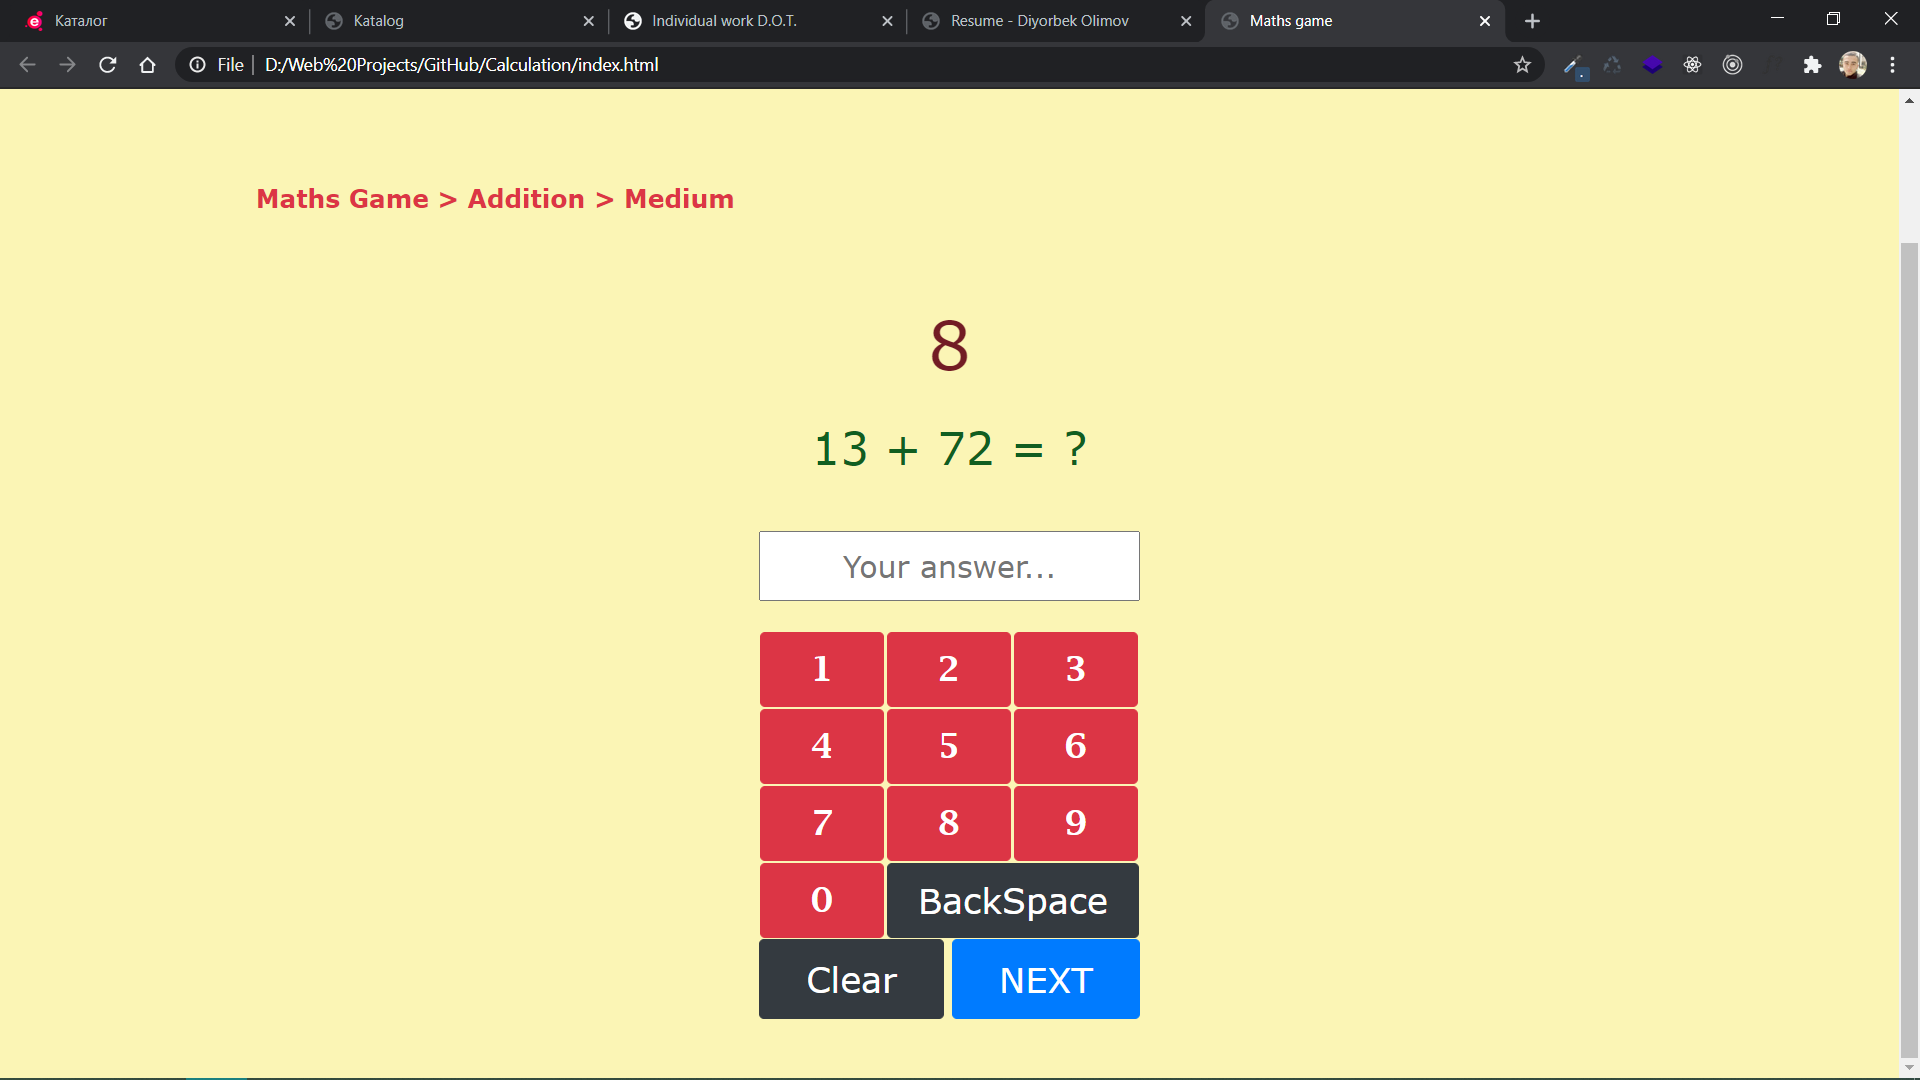 Каталог
Katalog
Individual work D.O.T.
Resume - Diyorbek Olimov
Maths game
File
D:/Web%20Projects/GitHub/Calculation/index.html
Maths Game > Addition > Medium
8
13 + 72 = ?
Your answer...
1 2 3
4 5 6
7 8 9
0 BackSpace
Clear NEXT